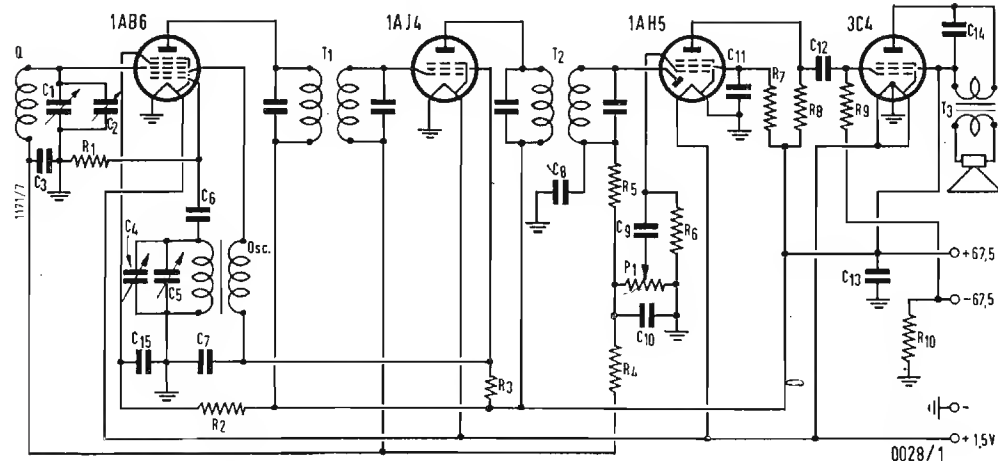 1AB6
1AJ4
1AH5
3C4
Q
C1
C2
T1
T2
C11
R7
C12
R8
R9
C14
T3
R1
C3
1171/7
C6
C4
C5
Osc.
C8
R5
C9
R6
P1
C10
C13
+67,5
-67,5
R10
C15
C7
R3
R4
R2
-
+1,5V
0028/1